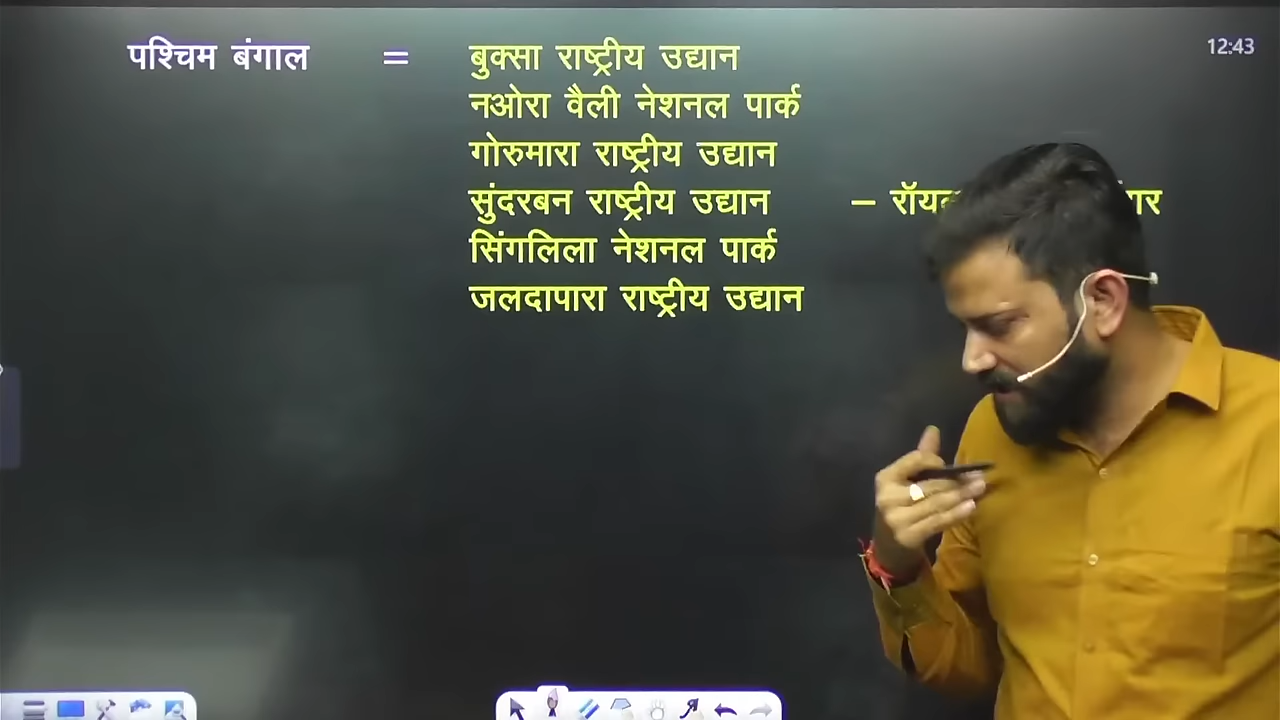 पश्चिम बंगाल = बुक्सा राष्ट्रीय उद्यान
12:43
नओरा वैली नेशनल पार्क
गोरुमारा राष्ट्रीय उद्यान
सुंदरबन राष्ट्रीय उद्यान –
सिंगलिला नेशनल पार्क
जलदापारा राष्ट्रीय उद्यान